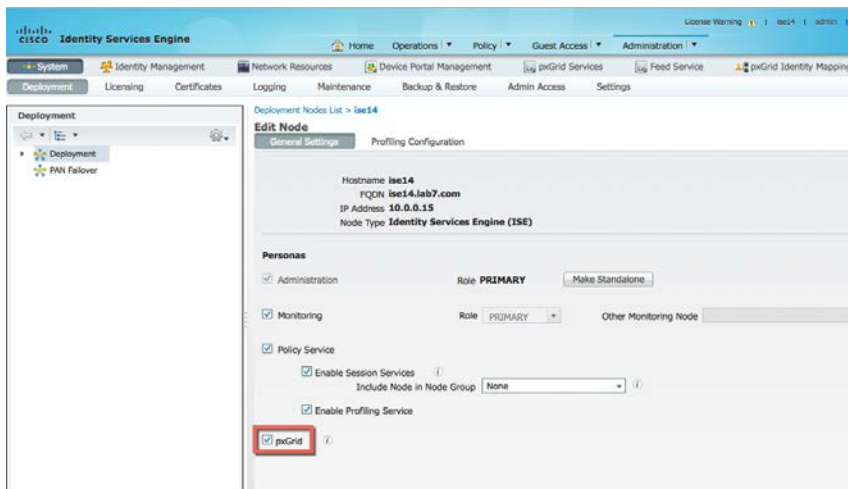 License Warning | ise14 | admin |
cisco Identity Services Engine
Home Operations Policy Guest Access Administration
System Identity Management Network Resources Device Portal Management pxGrid Services Feed Service pxGrid Identity Mapping
Deployment Licensing Certificates Logging Maintenance Backup & Restore Admin Access Settings
Deployment
Deployment
PAN Failover
Deployment Nodes List > ise14
Edit Node
General Settings Profiling Configuration
Hostname ise14
FQDN ise14.lab7.com
IP Address 10.0.0.15
Node Type Identity Services Engine (ISE)
Personas
Administration Role PRIMARY Make Standalone
Monitoring Role PRIMARY Other Monitoring Node
Policy Service
Enable Session Services
Include Node in Node Group None
Enable Profiling Service
pxGrid